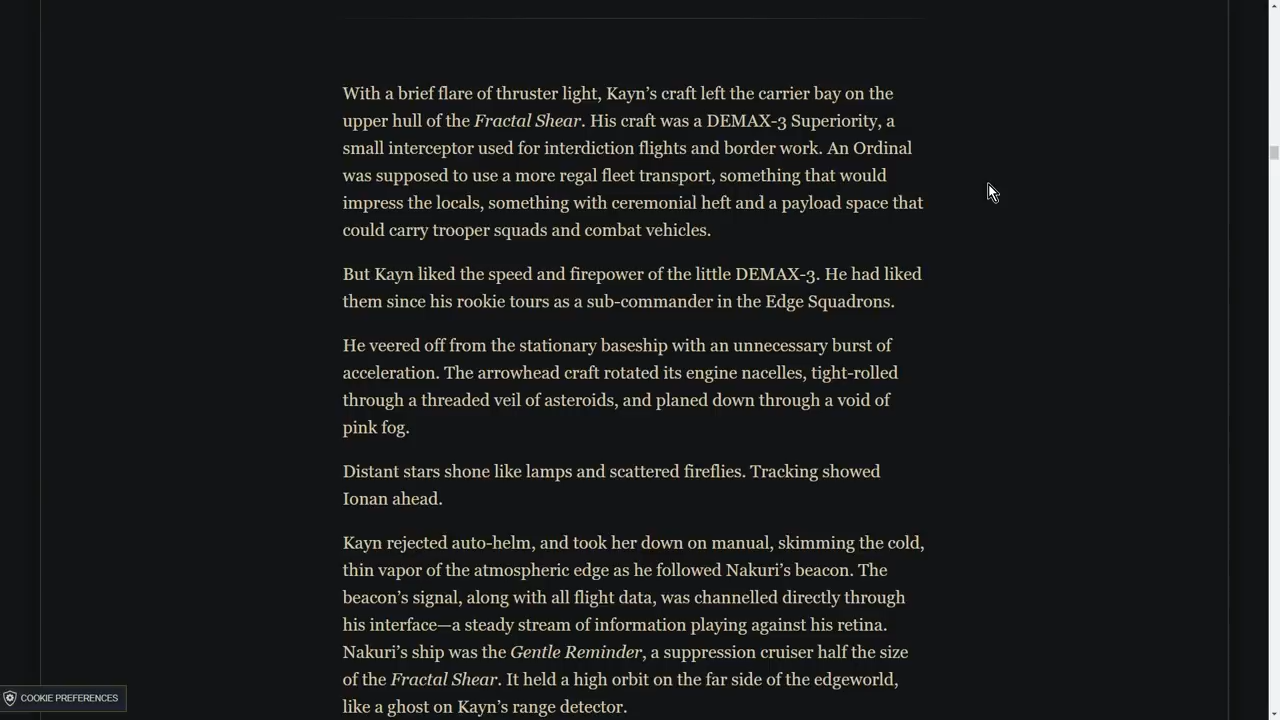 With a brief flare of thruster light, Kayn’s craft left the carrier bay on the
upper hull of the Fractal Shear. His craft was a DEMAX-3 Superiority, a
small interceptor used for interdiction flights and border work. An Ordinal
was supposed to use a more regal fleet transport, something that would
impress the locals, something with ceremonial heft and a payload space that
could carry trooper squads and combat vehicles.
But Kayn liked the speed and firepower of the little DEMAX-3. He had liked
them since his rookie tours as a sub-commander in the Edge Squadrons.
He veered off from the stationary baseship with an unnecessary burst of
acceleration. The arrowhead craft rotated its engine nacelles, tight-rolled
through a threaded veil of asteroids, and planed down through a void of
pink fog.
Distant stars shone like lamps and scattered fireflies. Tracking showed
Ionan ahead.
Kayn rejected auto-helm, and took her down on manual, skimming the cold,
thin vapor of the atmospheric edge as he followed Nakuri’s beacon. The
beacon’s signal, along with all flight data, was channelled directly through
his interface—a steady stream of information playing against his retina.
Nakuri’s ship was the Gentle Reminder, a suppression cruiser half the size
of the Fractal Shear. It held a high orbit on the far side of the edgeworld,
like a ghost on Kayn’s range detector.
COOKIE PREFERENCES